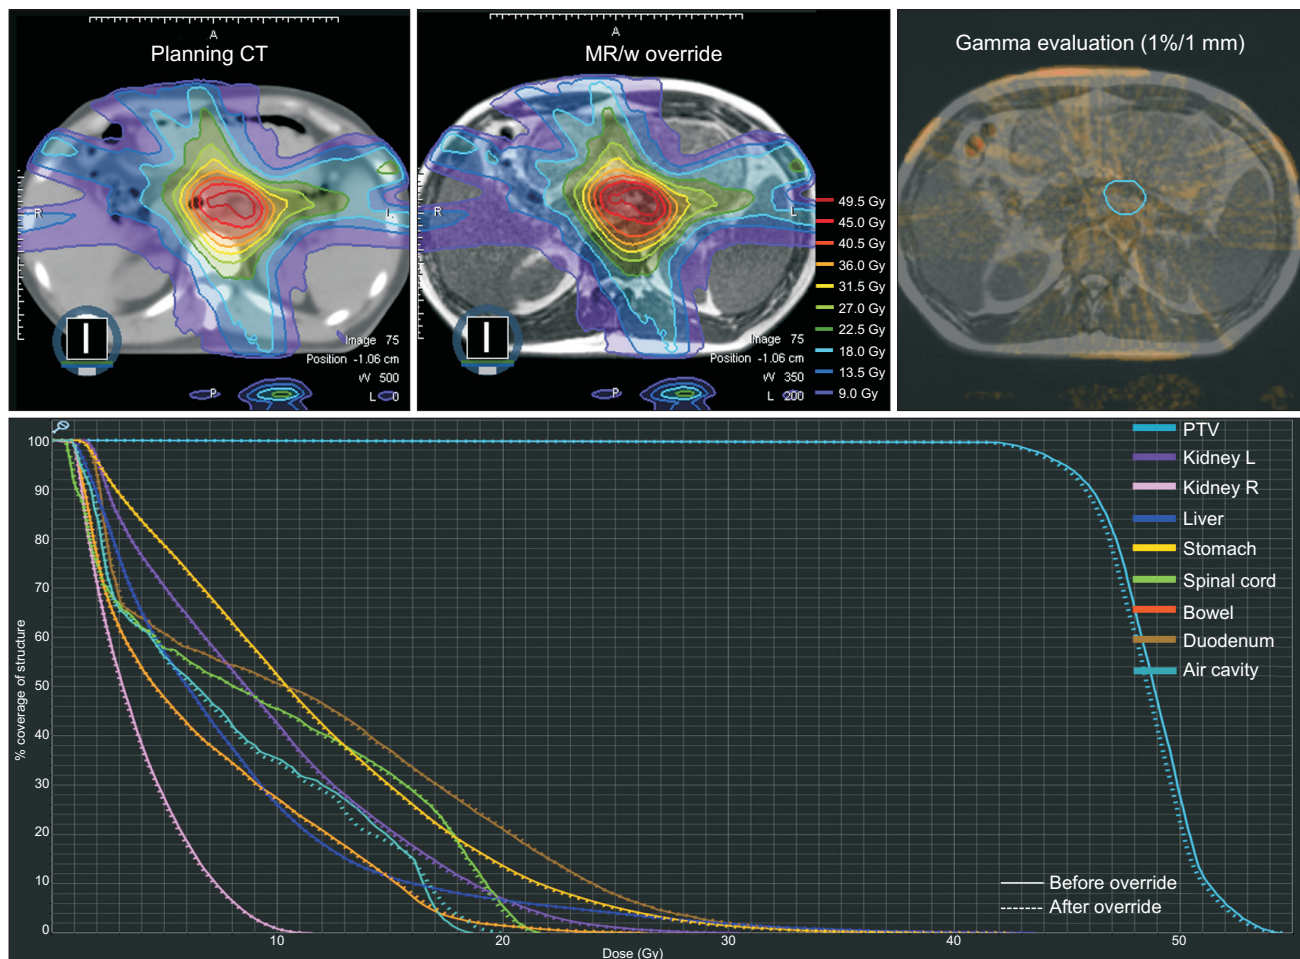 A
Planning CT
R
L
Image 75
Position -1.06 cm
W 500
P
L 0
A
MR/w override
R
L
Image 75
Position -1.06 cm
W 350
P
L 200
49.5 Gy
45.0 Gy
40.5 Gy
36.0 Gy
31.5 Gy
27.0 Gy
22.5 Gy
18.0 Gy
13.5 Gy
9.0 Gy
Gamma evaluation (1%/1 mm)
% coverage of structure
100
90
80
70
60
50
40
30
20
10
0
PTV
Kidney L
Kidney R
Liver
Stomach
Spinal cord
Bowel
Duodenum
Air cavity
Before override
After override
10
20
30
40
50
Dose (Gy)